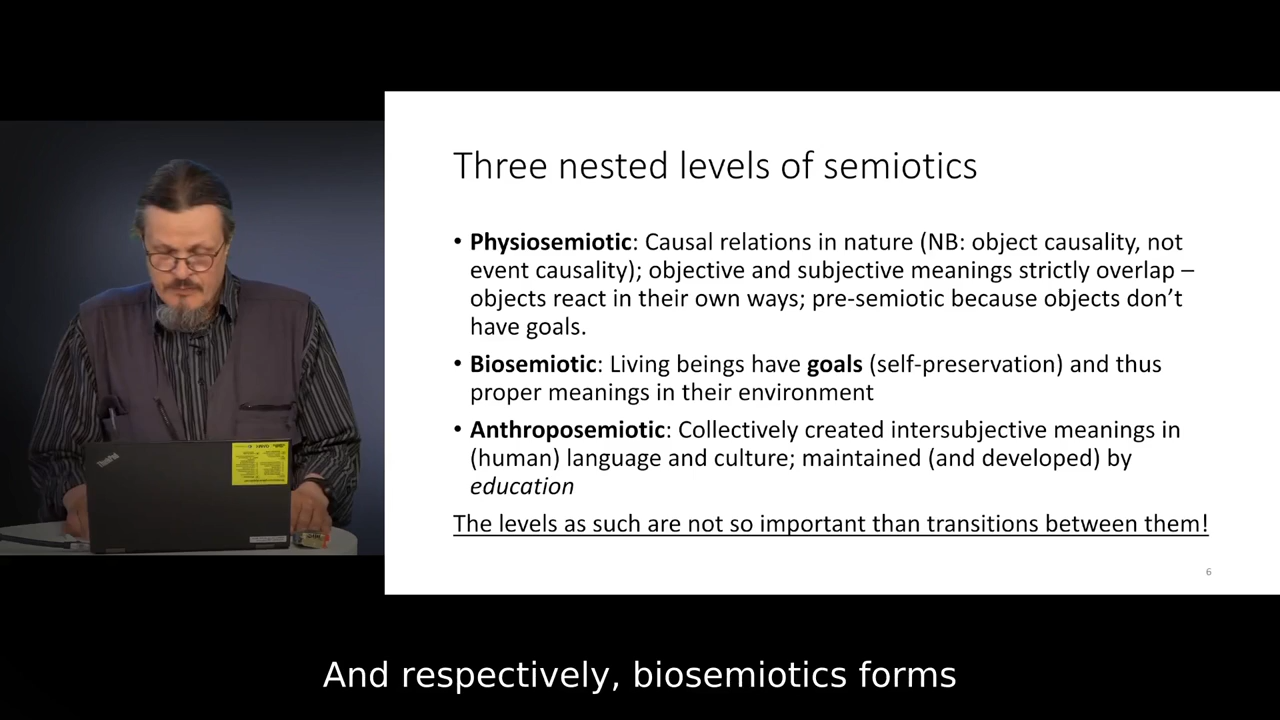 Three nested levels of semiotics
• Physiosemiotic: Causal relations in nature (NB: object causality, not
event causality); objective and subjective meanings strictly overlap –
objects react in their own ways; pre-semiotic because objects don’t
have goals.
• Biosemiotic: Living beings have goals (self-preservation) and thus
proper meanings in their environment
• Anthroposemiotic: Collectively created intersubjective meanings in
(human) language and culture; maintained (and developed) by
education
The levels as such are not so important than transitions between them!
6
ThinkPad
And respectively, biosemiotics forms